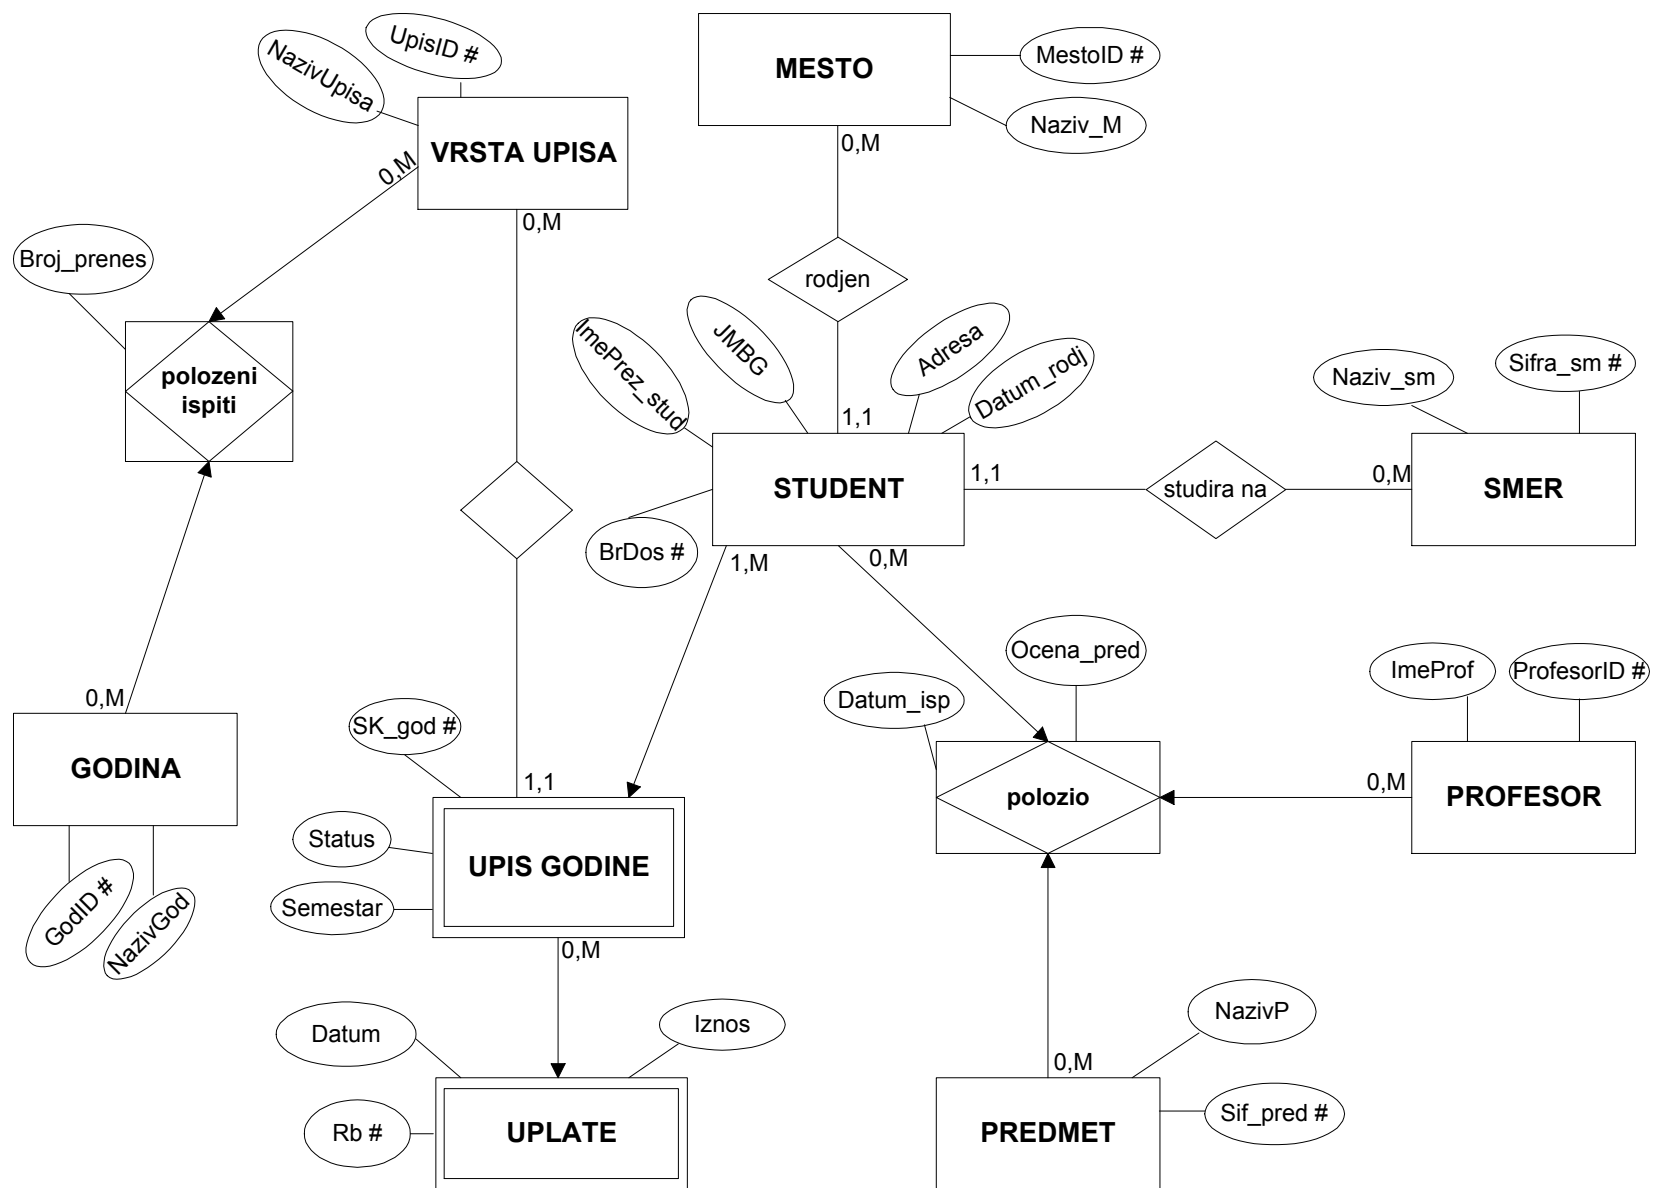 UpisID #
NazivUpisa
VRSTA UPISA
0,M
0,M
MESTO
MestoID #
Naziv_M
0,M
rodjen
Broj_prenes
polozeni
ispiti
ImePrez_stud
JMBG
Adresa
Datum_rodj
1,1
STUDENT
BrDos #
1,1
studira na
0,M
Naziv_sm
Sifra_sm #
SMER
1,M
0,M
0,M
GODINA
GodID #
NazivGod
SK_god #
1,1
Status
Semestar
UPIS GODINE
0,M
Datum
Iznos
Rb #
UPLATE
Ocena_pred
Datum_isp
polozio
0,M
ImeProf
ProfesorID #
PROFESOR
0,M
NazivP
Sif_pred #
PREDMET